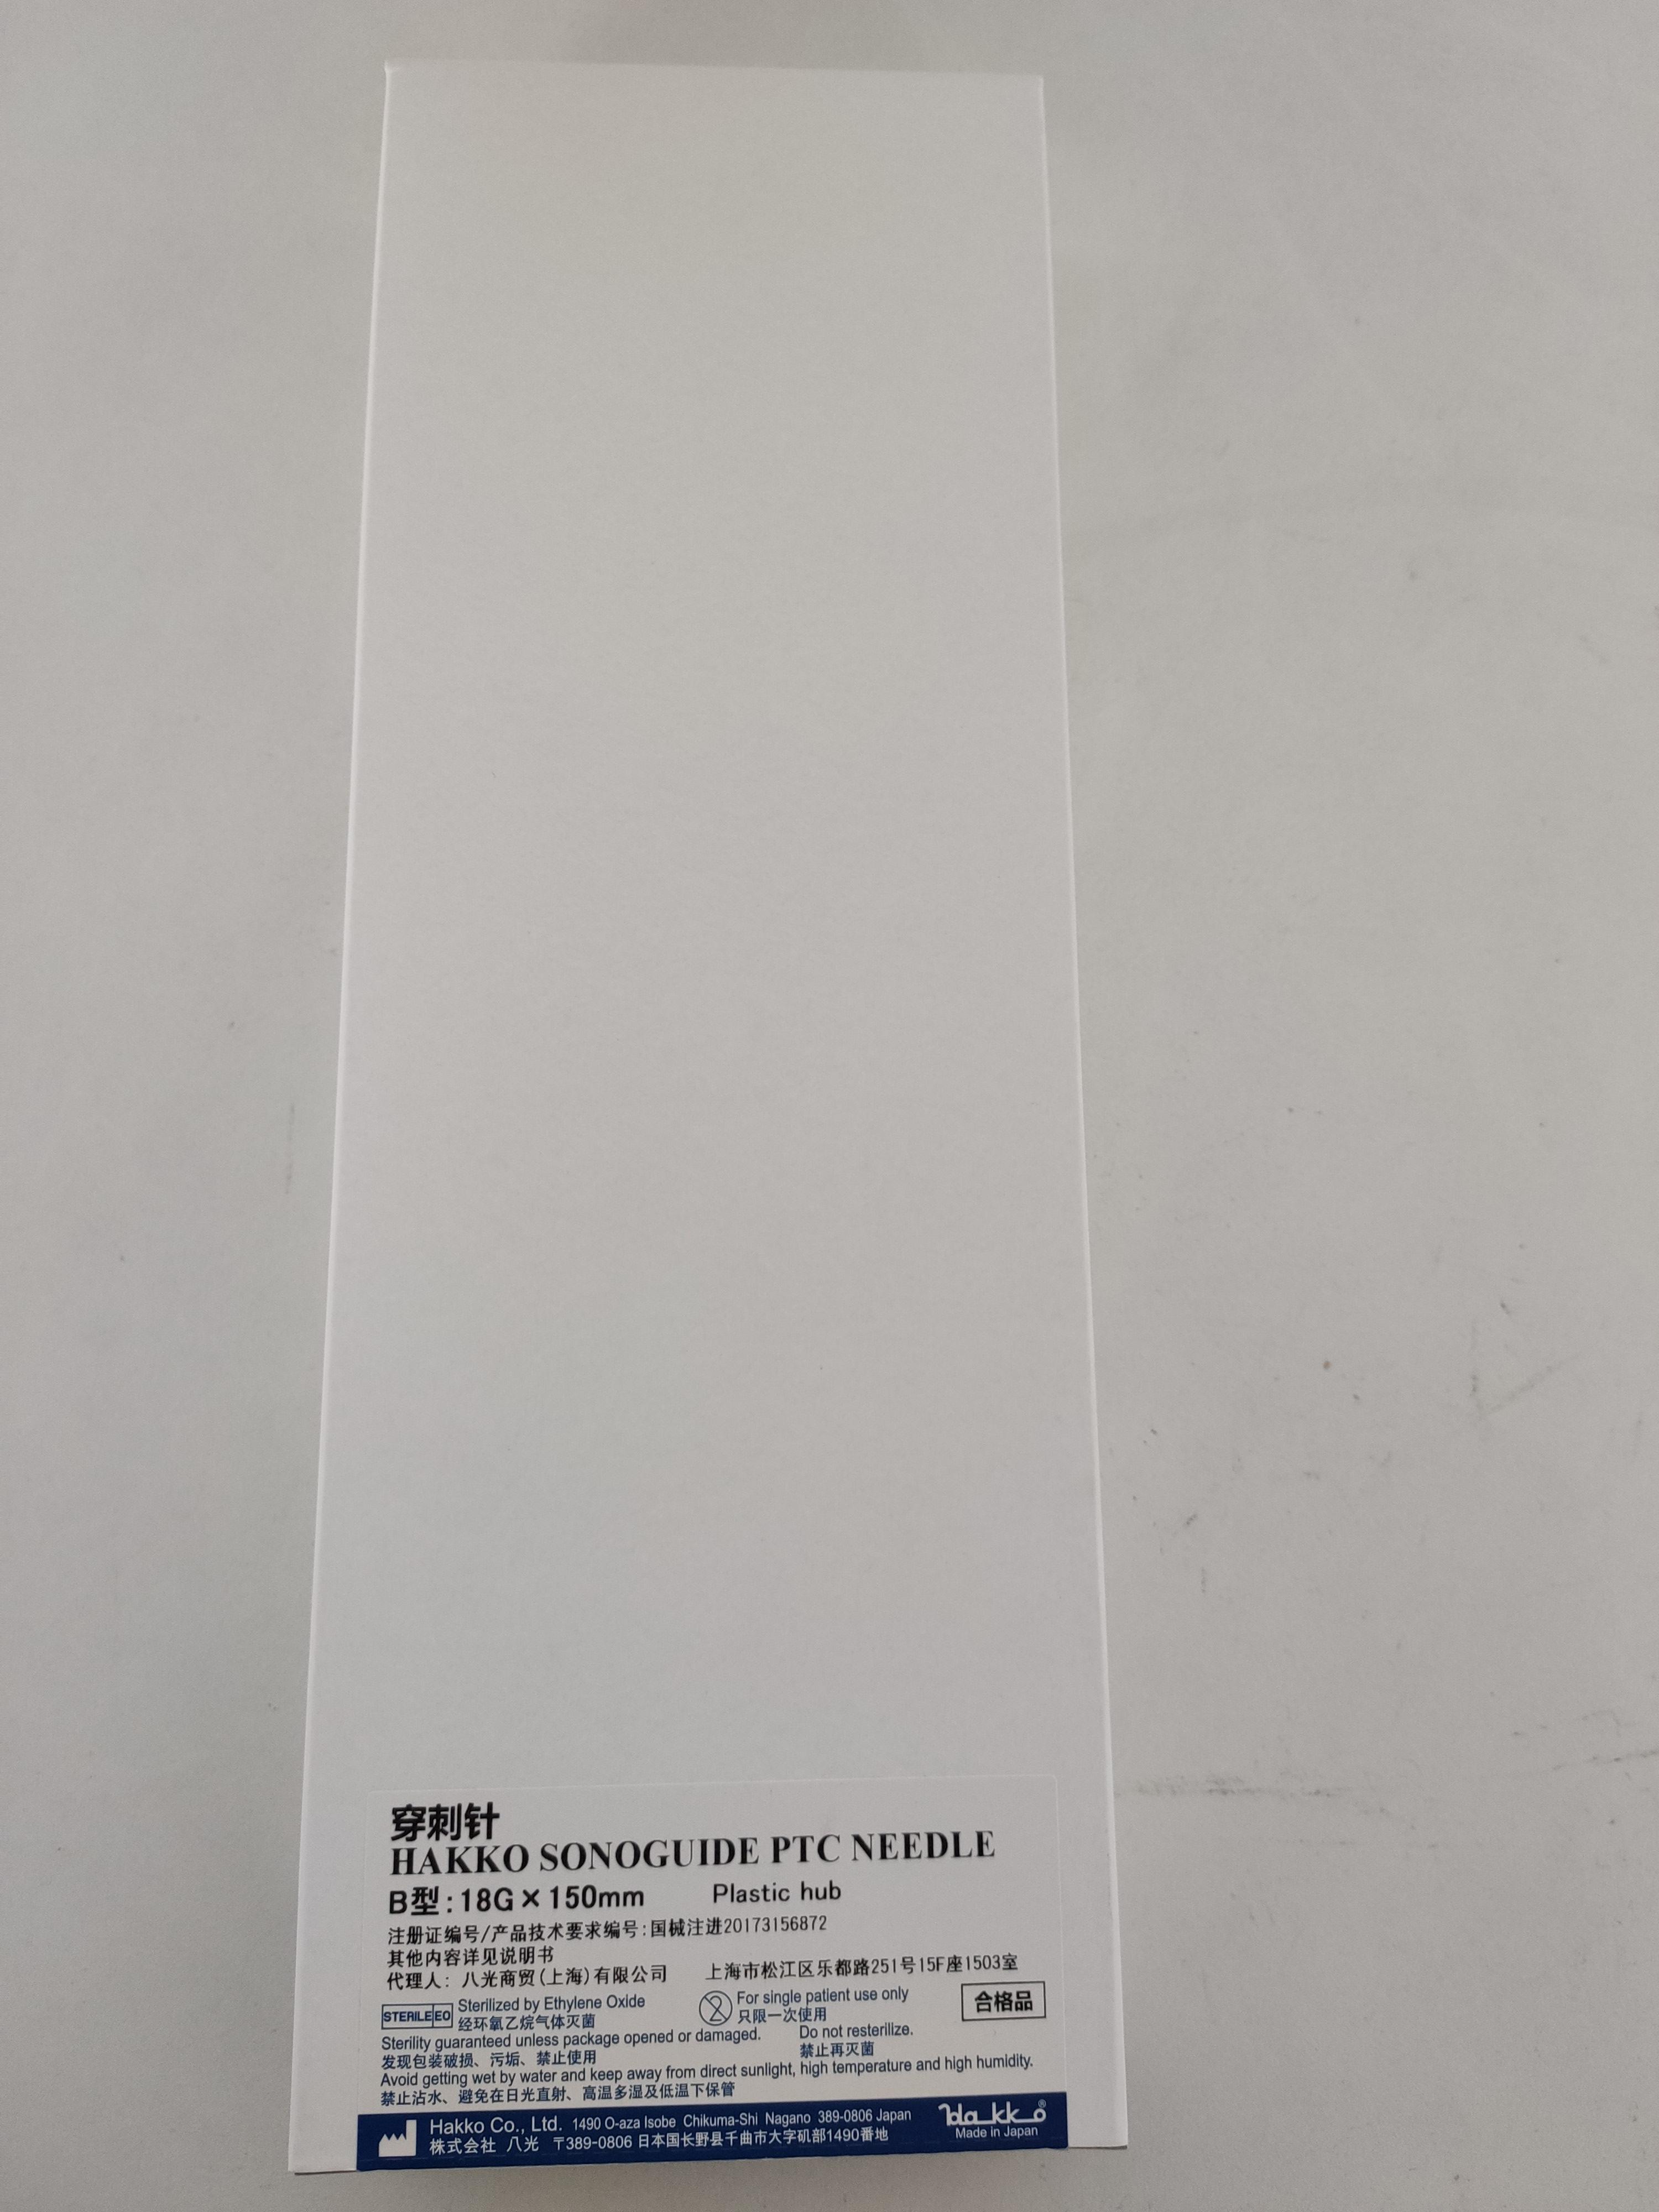 穿刺针
HAKKO SONOGUIDE PTC NEEDLE
B型:18G×150mm Plastic hub
注册证编号/产品技术要求编号:国械注进20173156872
其他内容详见说明书
代理人: 八光商贸(上海)有限公司 上海市松江区乐都路251号15F座1503室
STERILE EO Sterilized by Ethylene Oxide
经环氧乙烷气体灭菌
2 For single patient use only
只限一次使用
合格品
Sterility guaranteed unless package opened or damaged.
发现包装破损、污垢、禁止使用
Do not resterilize.
禁止再灭菌
Avoid getting wet by water and keep away from direct sunlight, high temperature and high humidity.
禁止沾水、避免在日光直射、高温多湿及低温下保管
Hakko Co., Ltd. 1490 O-aza Isobe Chikuma-Shi Nagano 389-0806 Japan
株式会社 八光 〒389-0806 日本国长野县千曲市大字矶部1490番地
Hakko®
Made in Japan